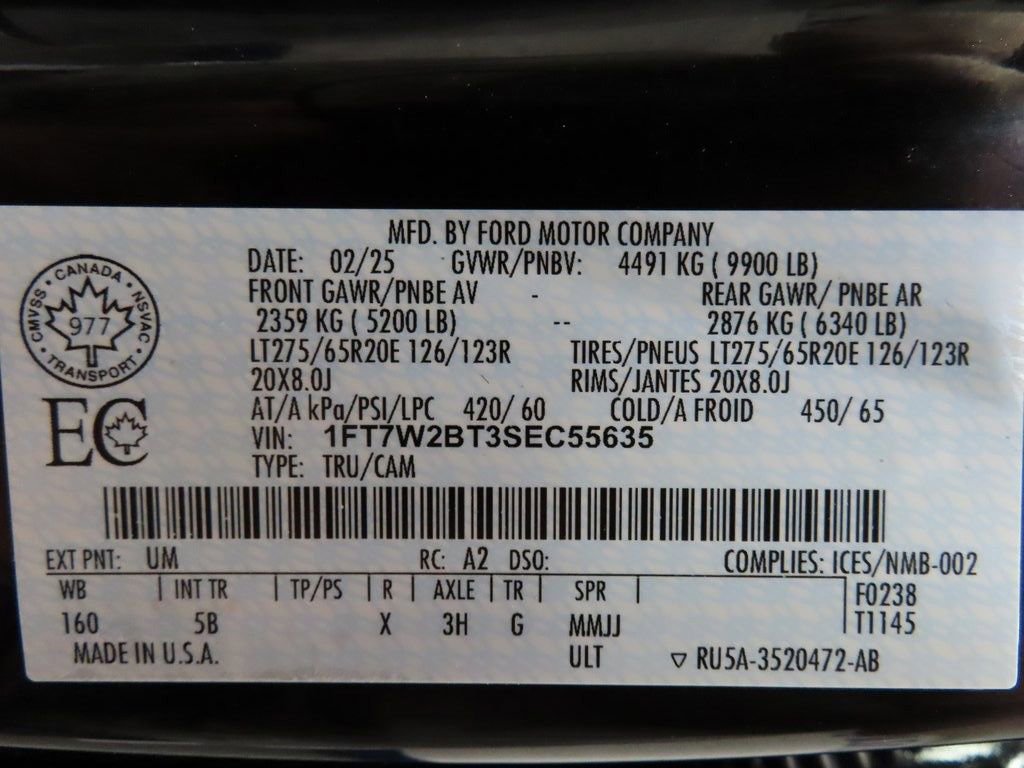 MFD. BY FORD MOTOR COMPANY
DATE: 02/25 GVWR/PNBV: 4491 KG ( 9900 LB)
FRONT GAWR/PNBE AV - REAR GAWR/ PNBE AR
2359 KG ( 5200 LB) -- 2876 KG ( 6340 LB)
LT275/65R20E 126/123R TIRES/PNEUS LT275/65R20E 126/123R
20X8.0J RIMS/JANTES 20X8.0J
AT/A kPa/PSI/LPC 420/ 60 COLD/A FROID 450/ 65
VIN: 1FT7W2BT3SEC55635
TYPE: TRU/CAM
CANADA
CMVSS NSVAC
977
TRANSPORT
EC
EXT PNT: UM RC: A2 DSO: COMPLIES: ICES/NMB-002
WB | INT TR | TP/PS | R | AXLE | TR | SPR | F0238
160 5B X 3H G MMJJ T1145
MADE IN U.S.A. ULT ▽ RU5A-3520472-AB